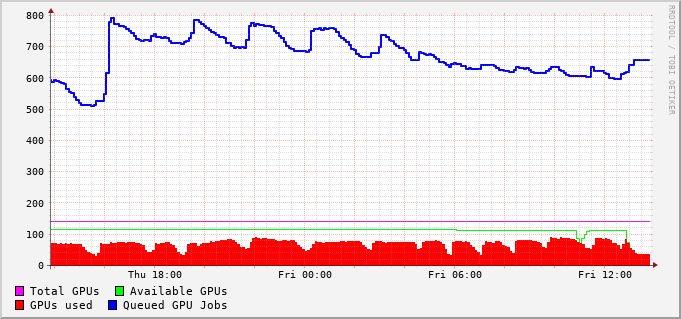 800
700
600
500
400
300
200
100
0
Thu 18:00 Fri 00:00 Fri 06:00 Fri 12:00
Total GPUs Available GPUs
GPUs used Queued GPU Jobs
RRDTOOL / TOBI OETIKER